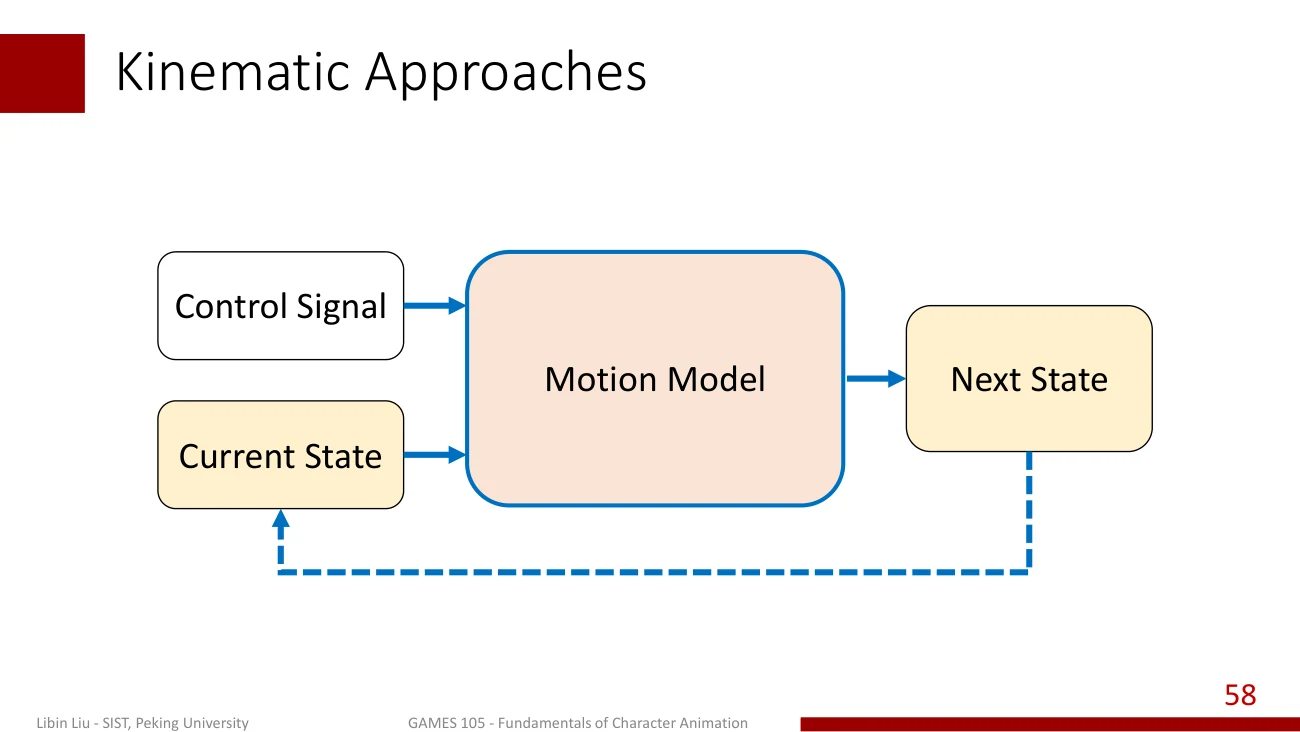 Kinematic Approaches
Control Signal
Current State
Motion Model
Next State
58
Libin Liu - SIST, Peking University
GAMES 105 - Fundamentals of Character Animation